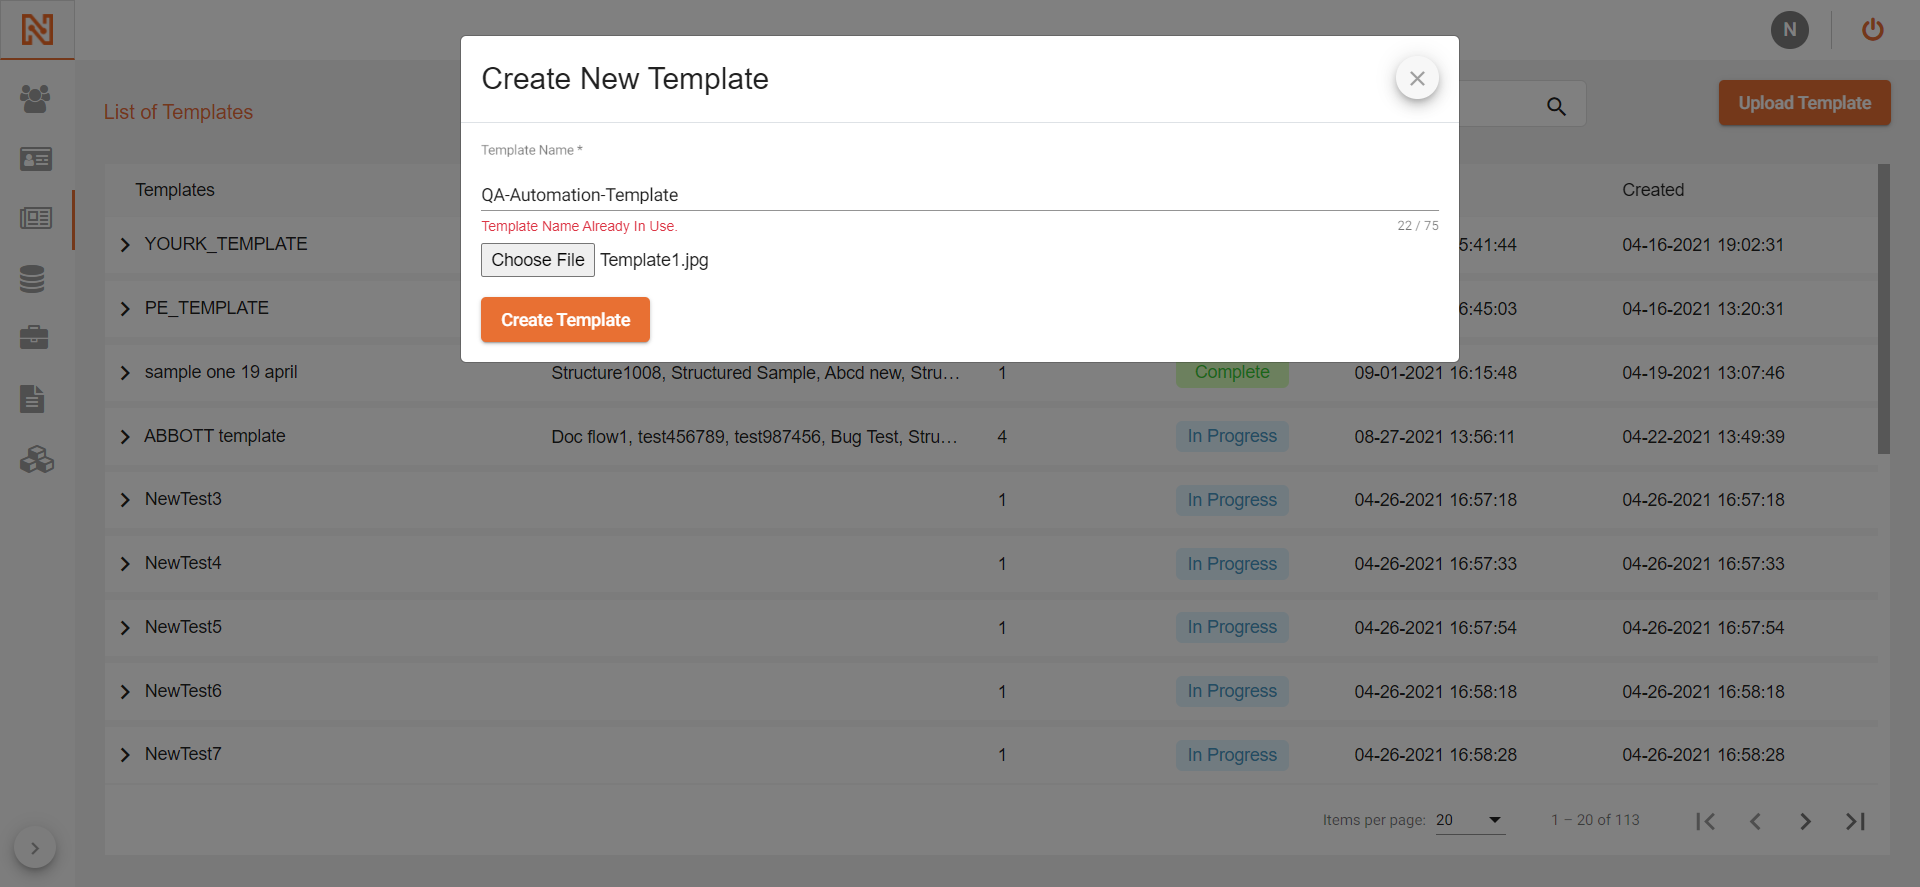 N
Create New Template
List of Templates
Upload Template
Template Name *
QA-Automation-Template
Template Name Already In Use.
22 / 75
Choose File Template1.jpg
Create Template
Templates Created
YOURK_TEMPLATE 5:41:44 04-16-2021 19:02:31
PE_TEMPLATE 6:45:03 04-16-2021 13:20:31
sample one 19 april Structure1008, Structured Sample, Abcd new, Stru... 1 Complete 09-01-2021 16:15:48 04-19-2021 13:07:46
ABBOTT template Doc flow1, test456789, test987456, Bug Test, Stru... 4 In Progress 08-27-2021 13:56:11 04-22-2021 13:49:39
NewTest3 1 In Progress 04-26-2021 16:57:18 04-26-2021 16:57:18
NewTest4 1 In Progress 04-26-2021 16:57:33 04-26-2021 16:57:33
NewTest5 1 In Progress 04-26-2021 16:57:54 04-26-2021 16:57:54
NewTest6 1 In Progress 04-26-2021 16:58:18 04-26-2021 16:58:18
NewTest7 1 In Progress 04-26-2021 16:58:28 04-26-2021 16:58:28
Items per page: 20 1 – 20 of 113